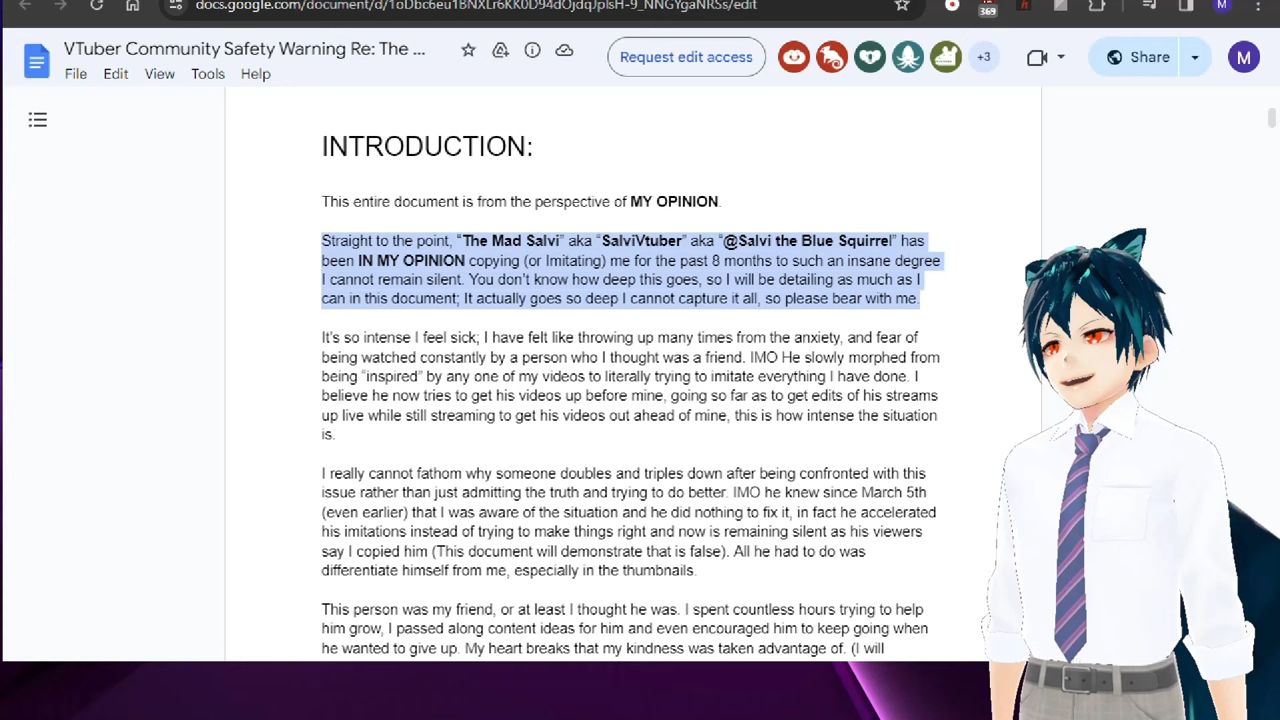 docs.google.com/document/d/1oDbc6eu1BNXLr6KK0D94dOjdqJplsH-9_NNGYgaNRSs/edit
369
M
VTuber Community Safety Warning Re: The ...
Request edit access
+3
Share
M
File Edit View Tools Help
INTRODUCTION:
This entire document is from the perspective of MY OPINION.
Straight to the point, “The Mad Salvi” aka “SalviVtuber” aka “@Salvi the Blue Squirrel” has
been IN MY OPINION copying (or Imitating) me for the past 8 months to such an insane degree
I cannot remain silent. You don’t know how deep this goes, so I will be detailing as much as I
can in this document; It actually goes so deep I cannot capture it all, so please bear with me.
It’s so intense I feel sick; I have felt like throwing up many times from the anxiety, and fear of
being watched constantly by a person who I thought was a friend. IMO He slowly morphed from
being “inspired” by any one of my videos to literally trying to imitate everything I have done. I
believe he now tries to get his videos up before mine, going so far as to get edits of his streams
up live while still streaming to get his videos out ahead of mine, this is how intense the situation
is.
I really cannot fathom why someone doubles and triples down after being confronted with this
issue rather than just admitting the truth and trying to do better. IMO he knew since March 5th
(even earlier) that I was aware of the situation and he did nothing to fix it, in fact he accelerated
his imitations instead of trying to make things right and now is remaining silent as his viewers
say I copied him (This document will demonstrate that is false). All he had to do was
differentiate himself from me, especially in the thumbnails.
This person was my friend, or at least I thought he was. I spent countless hours trying to help
him grow, I passed along content ideas for him and even encouraged him to keep going when
he wanted to give up. My heart breaks that my kindness was taken advantage of. (I will